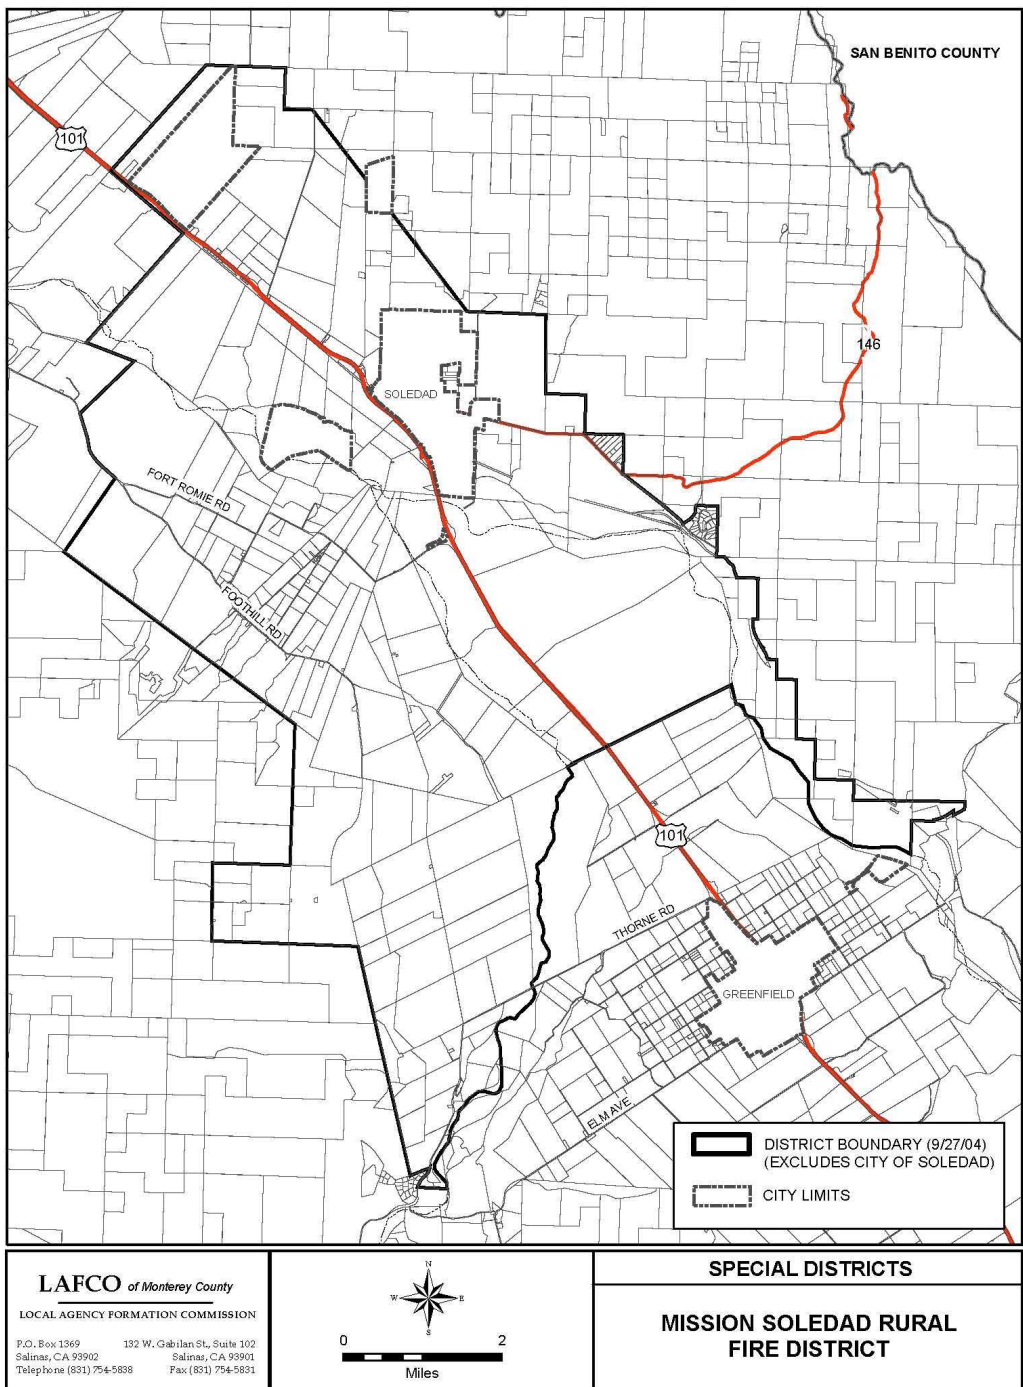 SAN BENITO COUNTY
101
146
SOLEDAD
FORT ROMIE RD
FOOTHILL RD
101
THORNE RD
GREENFIELD
ELM AVE
DISTRICT BOUNDARY (9/27/04)
(EXCLUDES CITY OF SOLEDAD)
CITY LIMITS
LAFCO of Monterey County
LOCAL AGENCY FORMATION COMMISSION
P.O. Box 1369 132 W. Gabilan St., Suite 102
Salinas, CA 93902 Salinas, CA 93901
Telephone (831) 754-5838 Fax (831) 754-5831
N
W E
S
0 2
Miles
SPECIAL DISTRICTS
MISSION SOLEDAD RURAL
FIRE DISTRICT